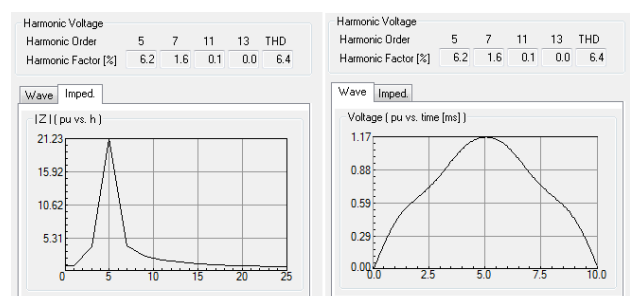 Harmonic Voltage
Harmonic Order 5 7 11 13 THD
Harmonic Factor [%] 6.2 1.6 0.1 0.0 6.4
Wave Imped.
|Z| ( pu vs. h )
21.23
15.92
10.62
5.31
0 5 10 15 20 25
Harmonic Voltage
Harmonic Order 5 7 11 13 THD
Harmonic Factor [%] 6.2 1.6 0.1 0.0 6.4
Wave Imped.
Voltage ( pu vs. time [ms] )
1.17
0.88
0.59
0.29
0.00
0.0 2.5 5.0 7.5 10.0